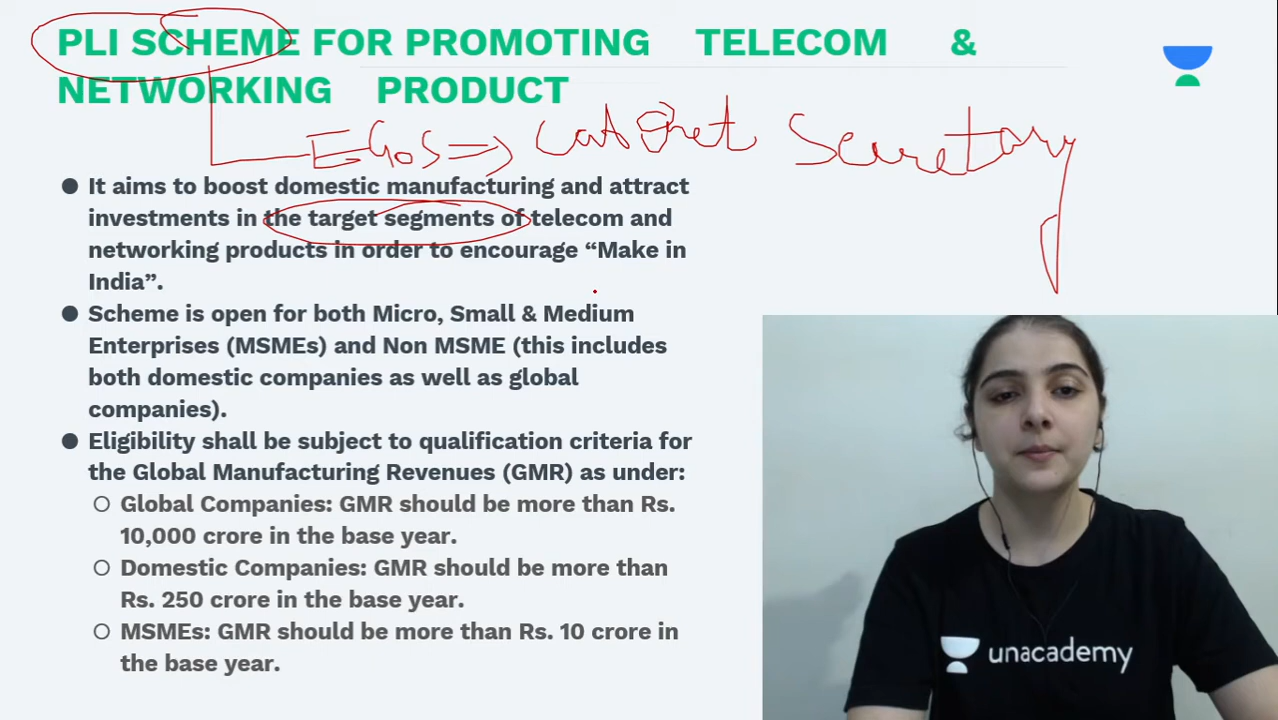 PLI SCHEME FOR PROMOTING TELECOM &
NETWORKING PRODUCT
EGoS => Cabinet Secretary
● It aims to boost domestic manufacturing and attract
investments in the target segments of telecom and
networking products in order to encourage “Make in
India”.
● Scheme is open for both Micro, Small & Medium
Enterprises (MSMEs) and Non MSME (this includes
both domestic companies as well as global
companies).
● Eligibility shall be subject to qualification criteria for
the Global Manufacturing Revenues (GMR) as under:
○ Global Companies: GMR should be more than Rs.
10,000 crore in the base year.
○ Domestic Companies: GMR should be more than
Rs. 250 crore in the base year.
○ MSMEs: GMR should be more than Rs. 10 crore in
the base year.
unacademy